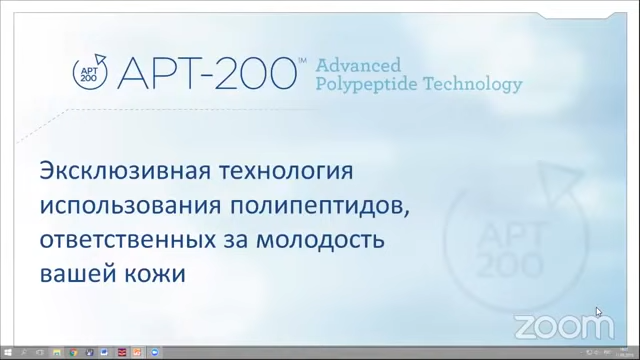 APT 200
APT-200™ Advanced
Polypeptide Technology
Эксклюзивная технология
использования полипептидов,
ответственных за молодость
вашей кожи
APT
200
zoom